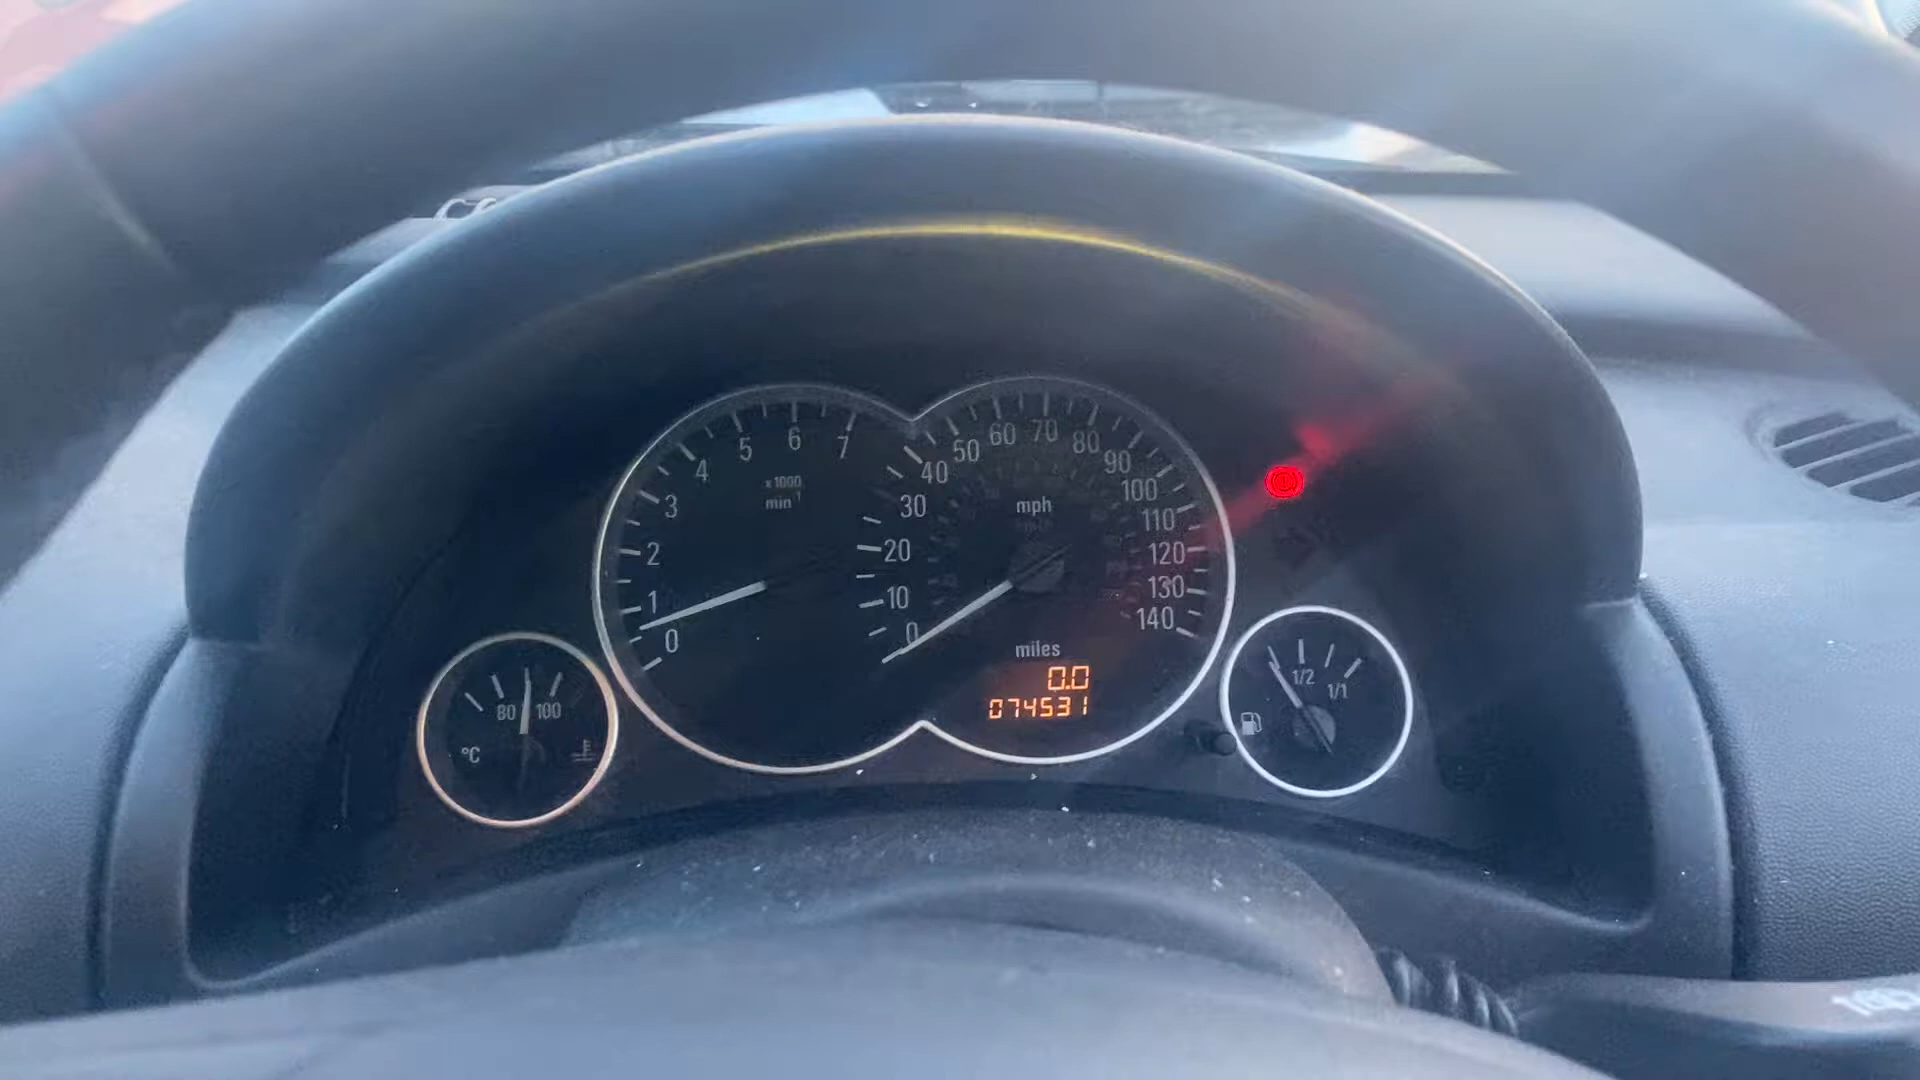 0 1 2 3 4 5 6 7
x1000
min⁻¹
0 10 20 30 40 50 60 70 80 90 100 110 120 130 140
mph
miles
0.0
074531
80 100
°C
1/2 1/1